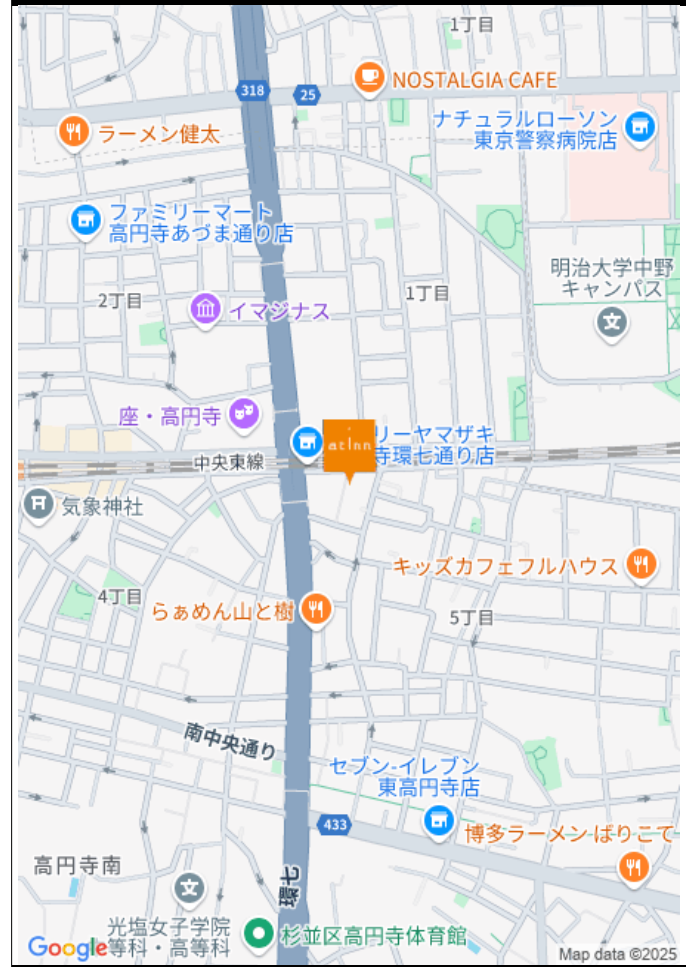 1丁目
318
25
NOSTALGIA CAFE
ラーメン健太
ナチュラルローソン
東京警察病院店
ファミリーマート
高円寺あづま通り店
明治大学中野
キャンパス
2丁目
1丁目
イマジナス
座・高円寺
リーヤマザキ
寺環七通り店
at inn
中央東線
気象神社
キッズカフェフルハウス
4丁目
らぁめん山と樹
5丁目
南中央通り
セブン-イレブン
東高円寺店
433
博多ラーメン ばりこて
高円寺南
環七
光塩女子学院
等科・高等科
杉並区高円寺体育館
Google
Map data ©2025